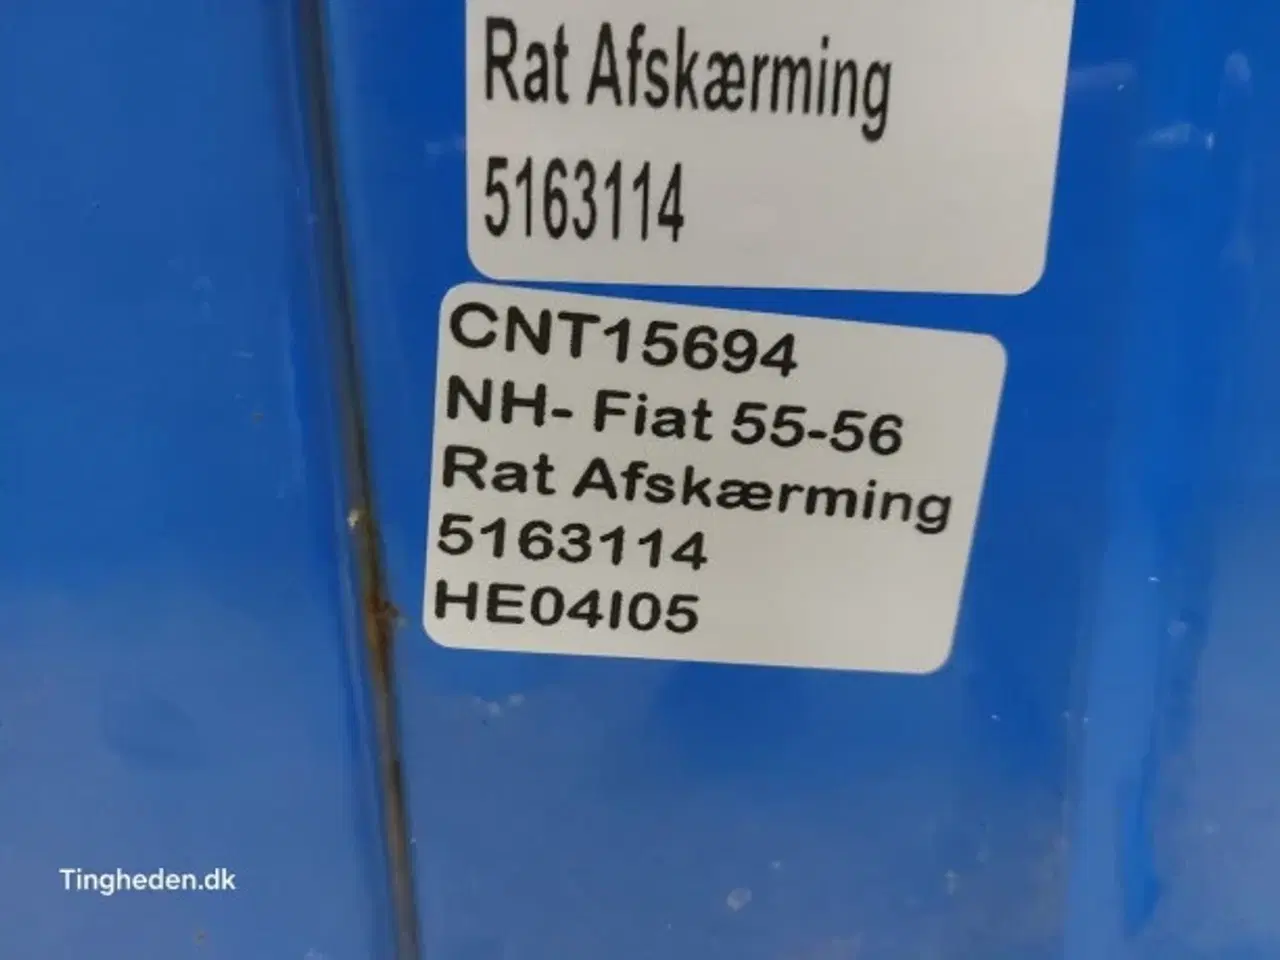 Rat Afskærming
5163114
CNT15694
NH- Fiat 55-56
Rat Afskærming
5163114
HE04I05
Tingheden.dk